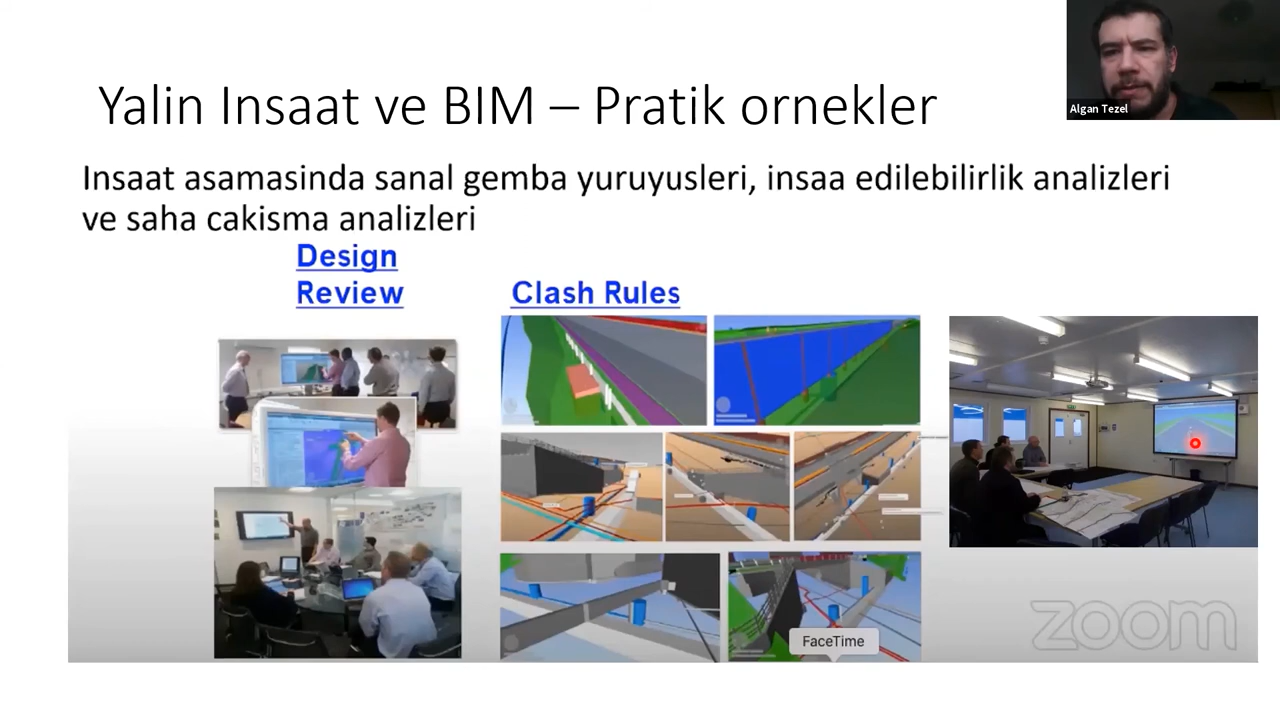 Yalin Insaat ve BIM – Pratik ornekler
Algan Tezel
Insaat asamasinda sanal gemba yuruyusleri, insaa edilebilirlik analizleri
ve saha cakisma analizleri
Design
Review
Clash Rules
FaceTime
zoom